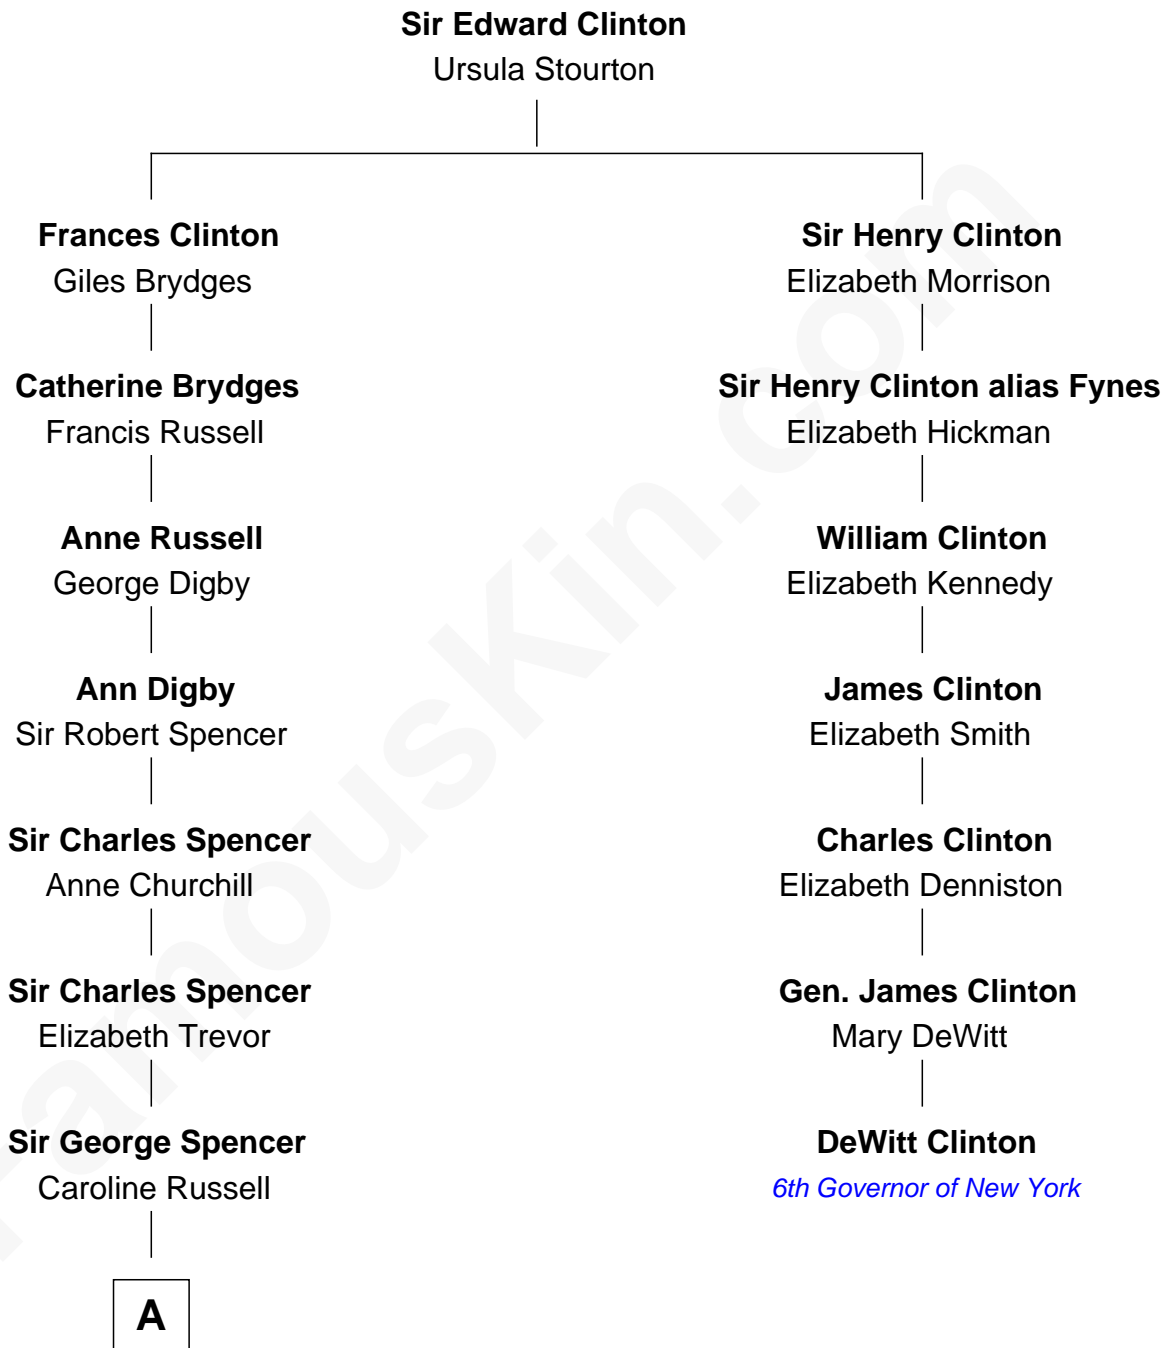 Sir Edward Clinton
Ursula Stourton
Frances Clinton
Giles Brydges
Catherine Brydges
Francis Russell
Anne Russell
George Digby
Ann Digby
Sir Robert Spencer
Sir Charles Spencer
Anne Churchill
Sir Charles Spencer
Elizabeth Trevor
Sir George Spencer
Caroline Russell
A
Sir Henry Clinton
Elizabeth Morrison
Sir Henry Clinton alias Fynes
Elizabeth Hickman
William Clinton
Elizabeth Kennedy
James Clinton
Elizabeth Smith
Charles Clinton
Elizabeth Denniston
Gen. James Clinton
Mary DeWitt
DeWitt Clinton
6th Governor of New York
FamousKin.com